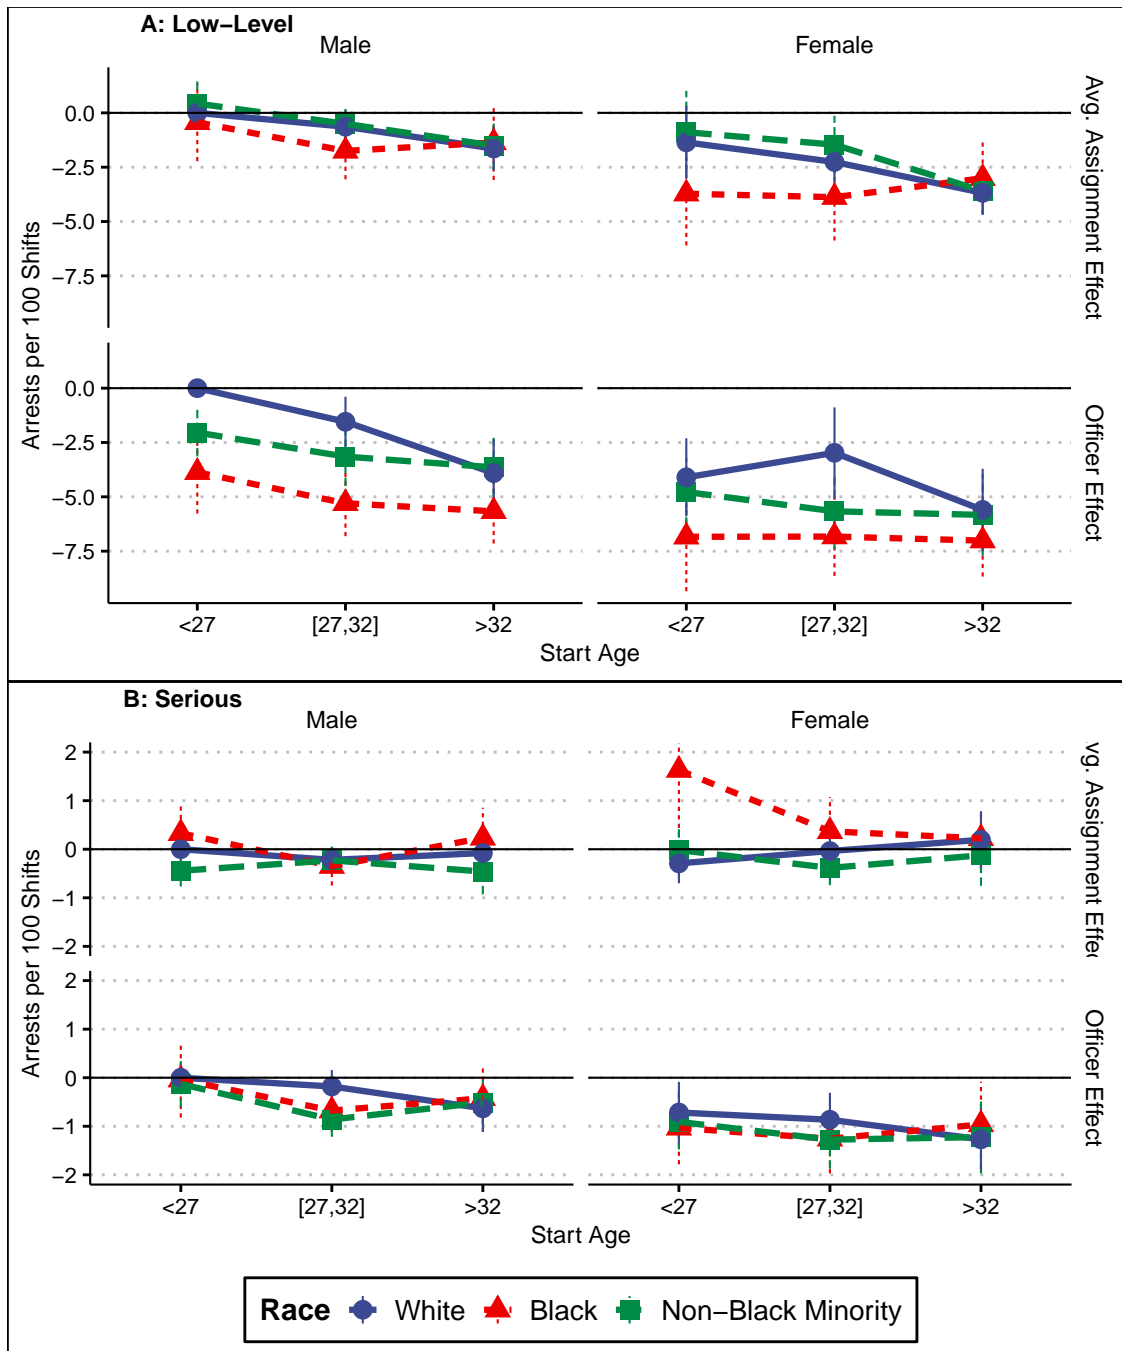 A: Low−Level
Male
Female
Arrests per 100 Shifts
0.0
−2.5
−5.0
−7.5
Avg. Assignment Effect
0.0
−2.5
−5.0
−7.5
Officer Effect
<27
[27,32]
>32
<27
[27,32]
>32
Start Age
B: Serious
Male
Female
Arrests per 100 Shifts
2
1
0
−1
−2
vg. Assignment Effec
2
1
0
−1
−2
Officer Effect
<27
[27,32]
>32
<27
[27,32]
>32
Start Age
Race White Black Non−Black Minority